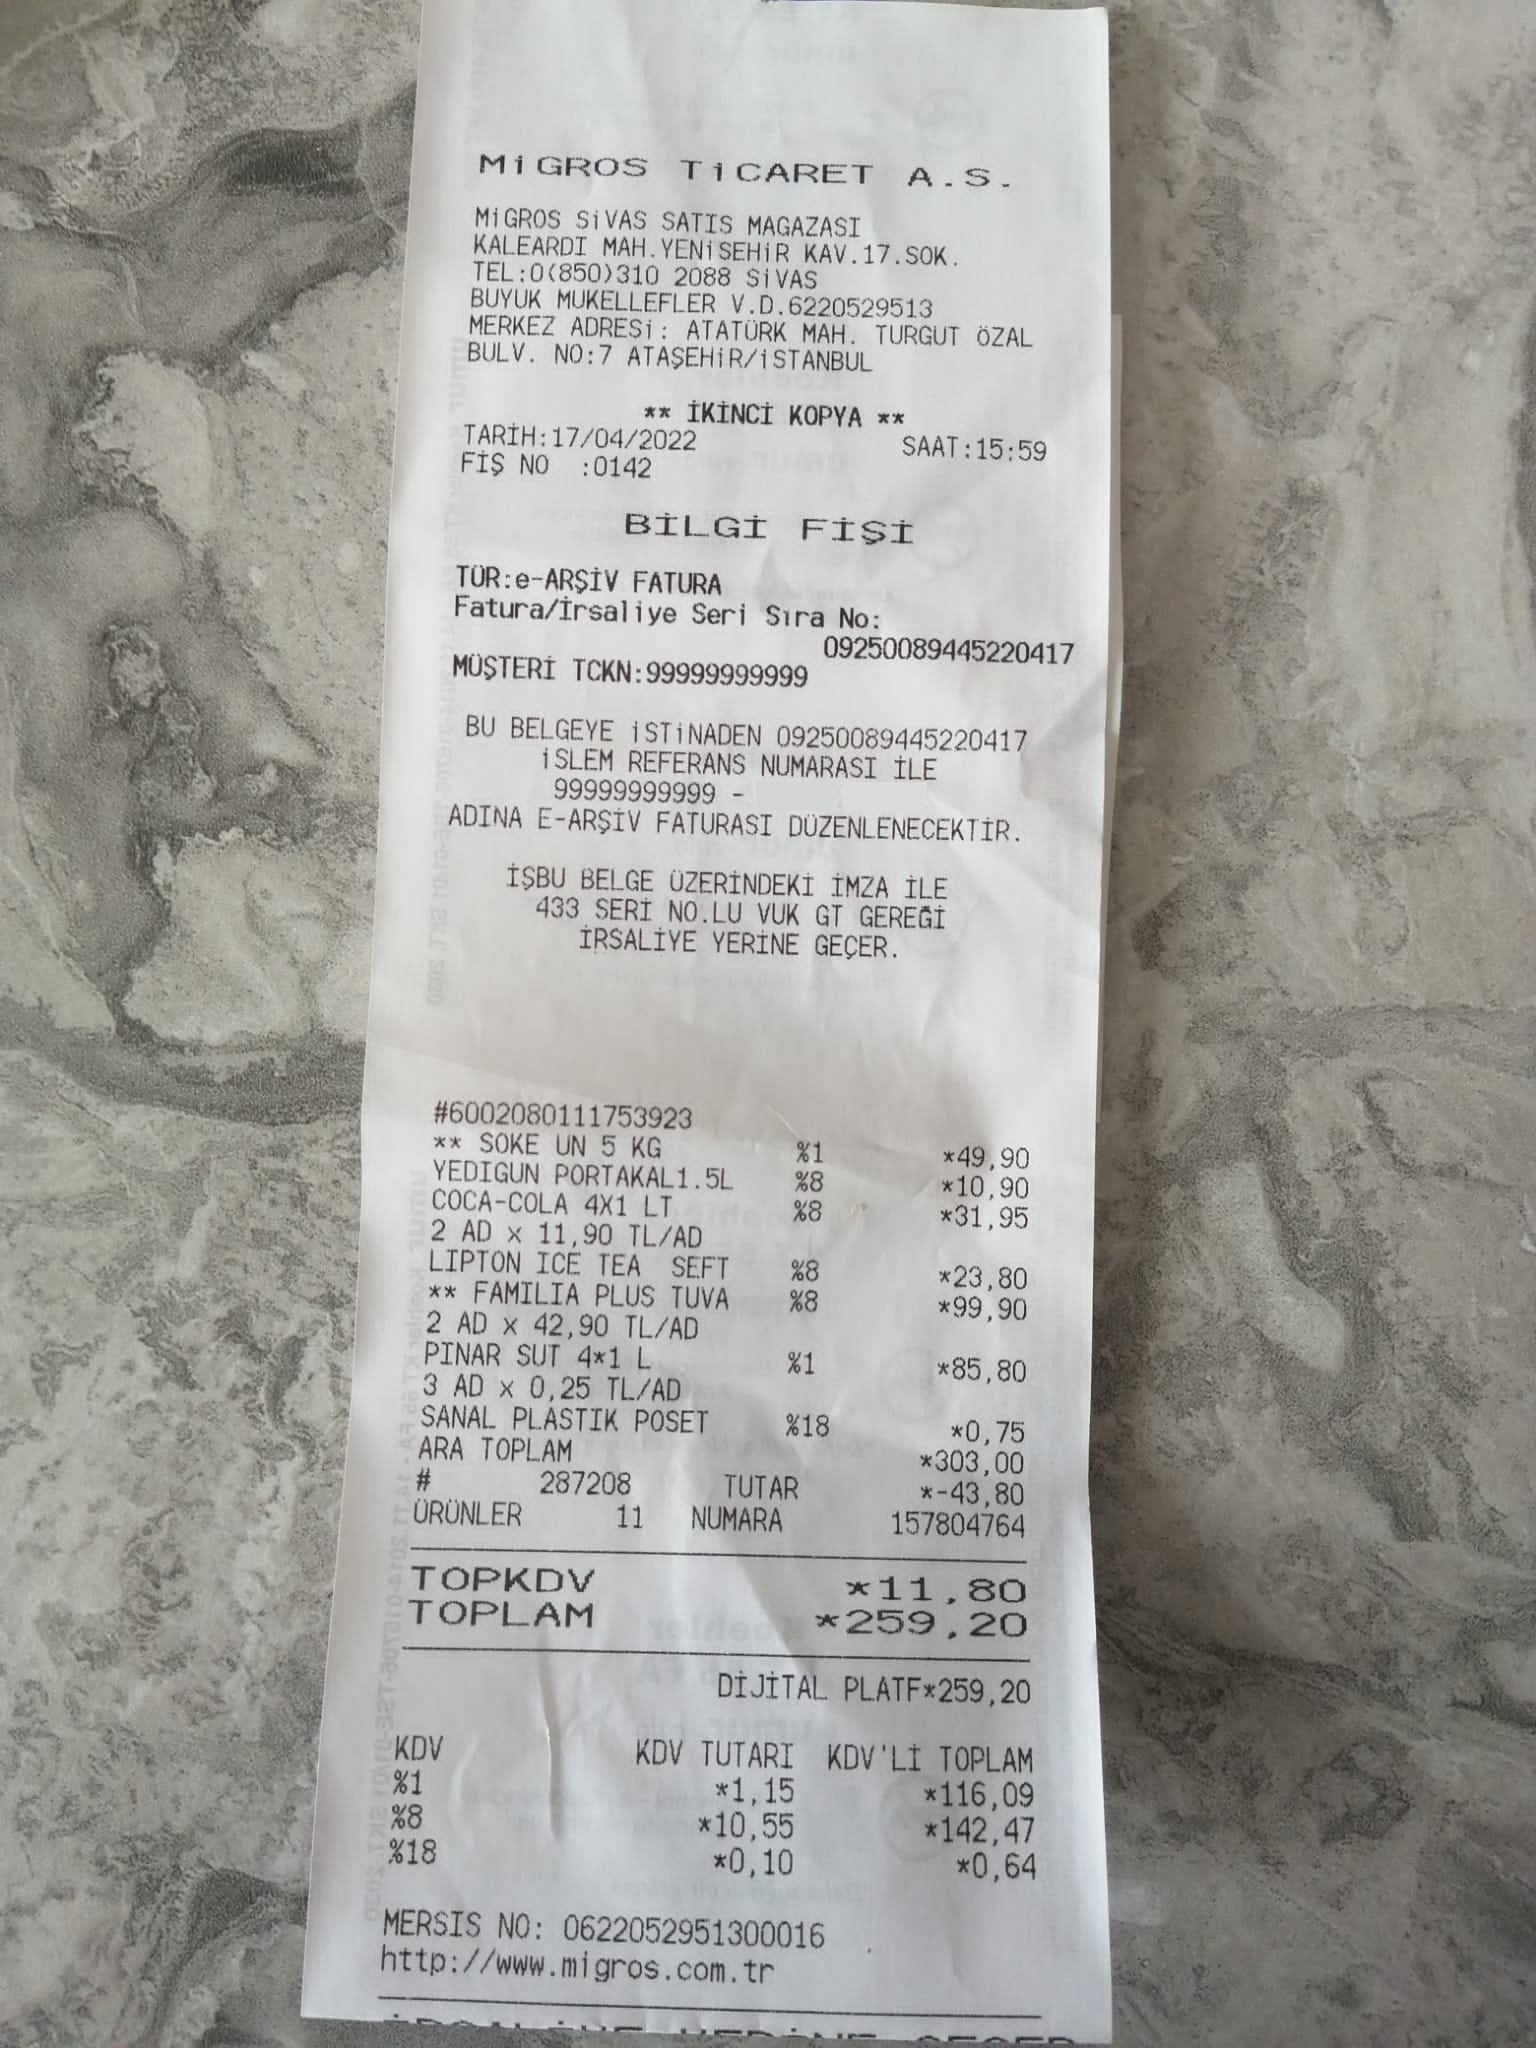 MiGROS TiCARET A.S.
MiGROS SiVAS SATIS MAGAZASI
KALEARDI MAH.YENiSEHiR KAV.17.SOK.
TEL:0(850)310 2088 SiVAS
BUYUK MUKELLEFLER V.D.6220529513
MERKEZ ADRESi: ATATÜRK MAH. TURGUT ÖZAL
BULV. NO:7 ATAŞEHiR/iSTANBUL
** İKİNCİ KOPYA **
TARİH:17/04/2022 SAAT:15:59
FİŞ NO :0142
BİLGİ FİŞİ
TÜR:e-ARŞİV FATURA
Fatura/İrsaliye Seri Sıra No:
09250089445220417
MÜŞTERİ TCKN:99999999999
BU BELGEYE iSTiNADEN 09250089445220417
iSLEM REFERANS NUMARASI İLE
99999999999 -
ADINA E-ARŞİV FATURASI DÜZENLENECEKTİR.
İŞBU BELGE ÜZERİNDEKİ İMZA İLE
433 SERİ NO.LU VUK GT GEREĞİ
İRSALİYE YERİNE GEÇER.
#6002080111753923
** SOKE UN 5 KG %1 *49,90
YEDIGUN PORTAKAL1.5L %8 *10,90
COCA-COLA 4X1 LT %8 *31,95
2 AD x 11,90 TL/AD
LIPTON ICE TEA SEFT %8 *23,80
** FAMILIA PLUS TUVA %8 *99,90
2 AD x 42,90 TL/AD
PINAR SUT 4*1 L %1 *85,80
3 AD x 0,25 TL/AD
SANAL PLASTIK POSET %18 *0,75
ARA TOPLAM *303,00
# 287208 TUTAR *-43,80
ÜRÜNLER 11 NUMARA 157804764
TOPKDV *11,80
TOPLAM *259,20
DİJİTAL PLATF*259,20
KDV KDV TUTARI KDV'Lİ TOPLAM
%1 *1,15 *116,09
%8 *10,55 *142,47
%18 *0,10 *0,64
MERSIS NO: 0622052951300016
http://www.migros.com.tr